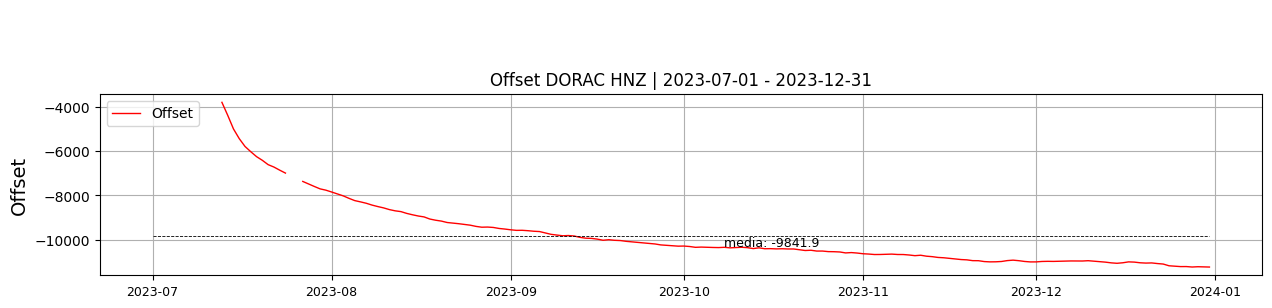 Offset DORAC HNZ | 2023-07-01 - 2023-12-31
Offset
Offset
−4000
−6000
−8000
−10000
media: -9841.9
2023-07
2023-08
2023-09
2023-10
2023-11
2023-12
2024-01